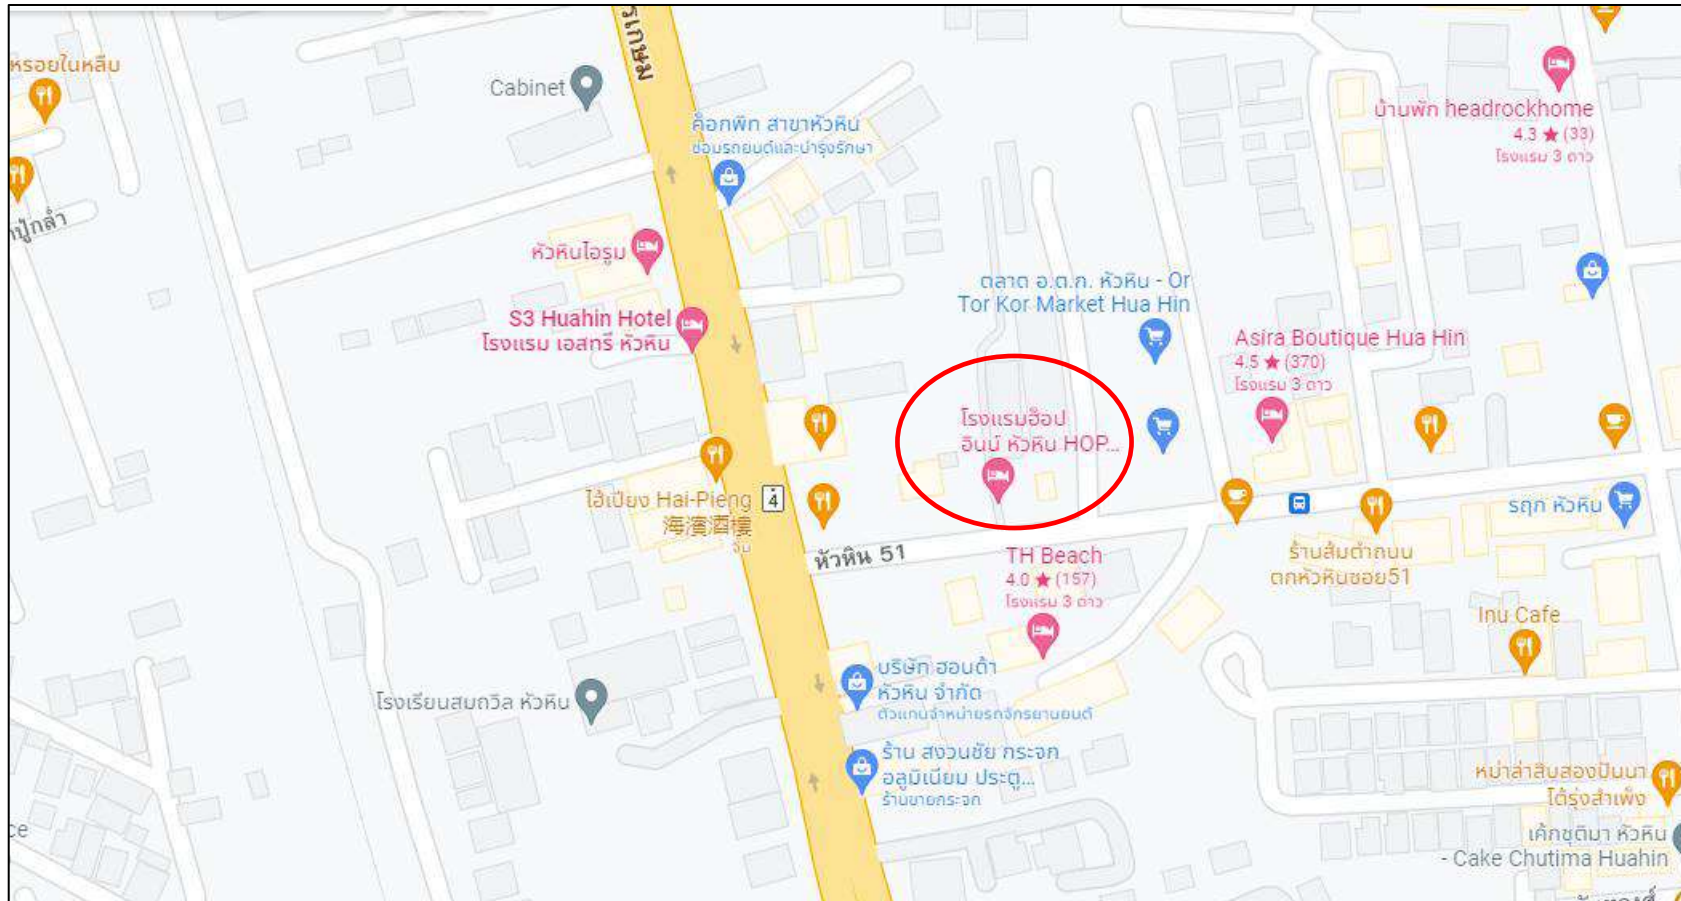 หรอยในหลืบ
Cabinet
ค็อกพิท สาขาหัวหิน
ซ่อมรถยนต์และบำรุงรักษา
บ้านพัก headrockhome
4.3 ★ (33)
โรงแรม 3 ดาว
หัวหินไอรูม
S3 Huahin Hotel
โรงแรม เอสทรี หัวหิน
ตลาด อ.ต.ก. หัวหิน - Or
Tor Kor Market Hua Hin
Asira Boutique Hua Hin
4.5 ★ (370)
โรงแรม 3 ดาว
โรงแรมฮ็อป
อินน์ หัวหิน HOP...
ไฮ้เปียง Hai-Pieng
海濱酒樓
จีน
4
หัวหิน 51
TH Beach
4.0 ★ (157)
โรงแรม 3 ดาว
รฤก หัวหิน
ร้านส้มตำถนน
ตกหัวหินซอย51
Inu Cafe
โรงเรียนสมถวิล หัวหิน
บริษัท ฮอนด้า
หัวหิน จำกัด
ตัวแทนจำหน่ายรถจักรยานยนต์
ร้าน สงวนชัย กระจก
อลูมิเนียม ประตู...
ร้านขายกระจก
หม่าล่าสิบสองปันนา
ไต้รุ่งสำเพ็ง
เค้กชุติมา หัวหิน
- Cake Chutima Huahin